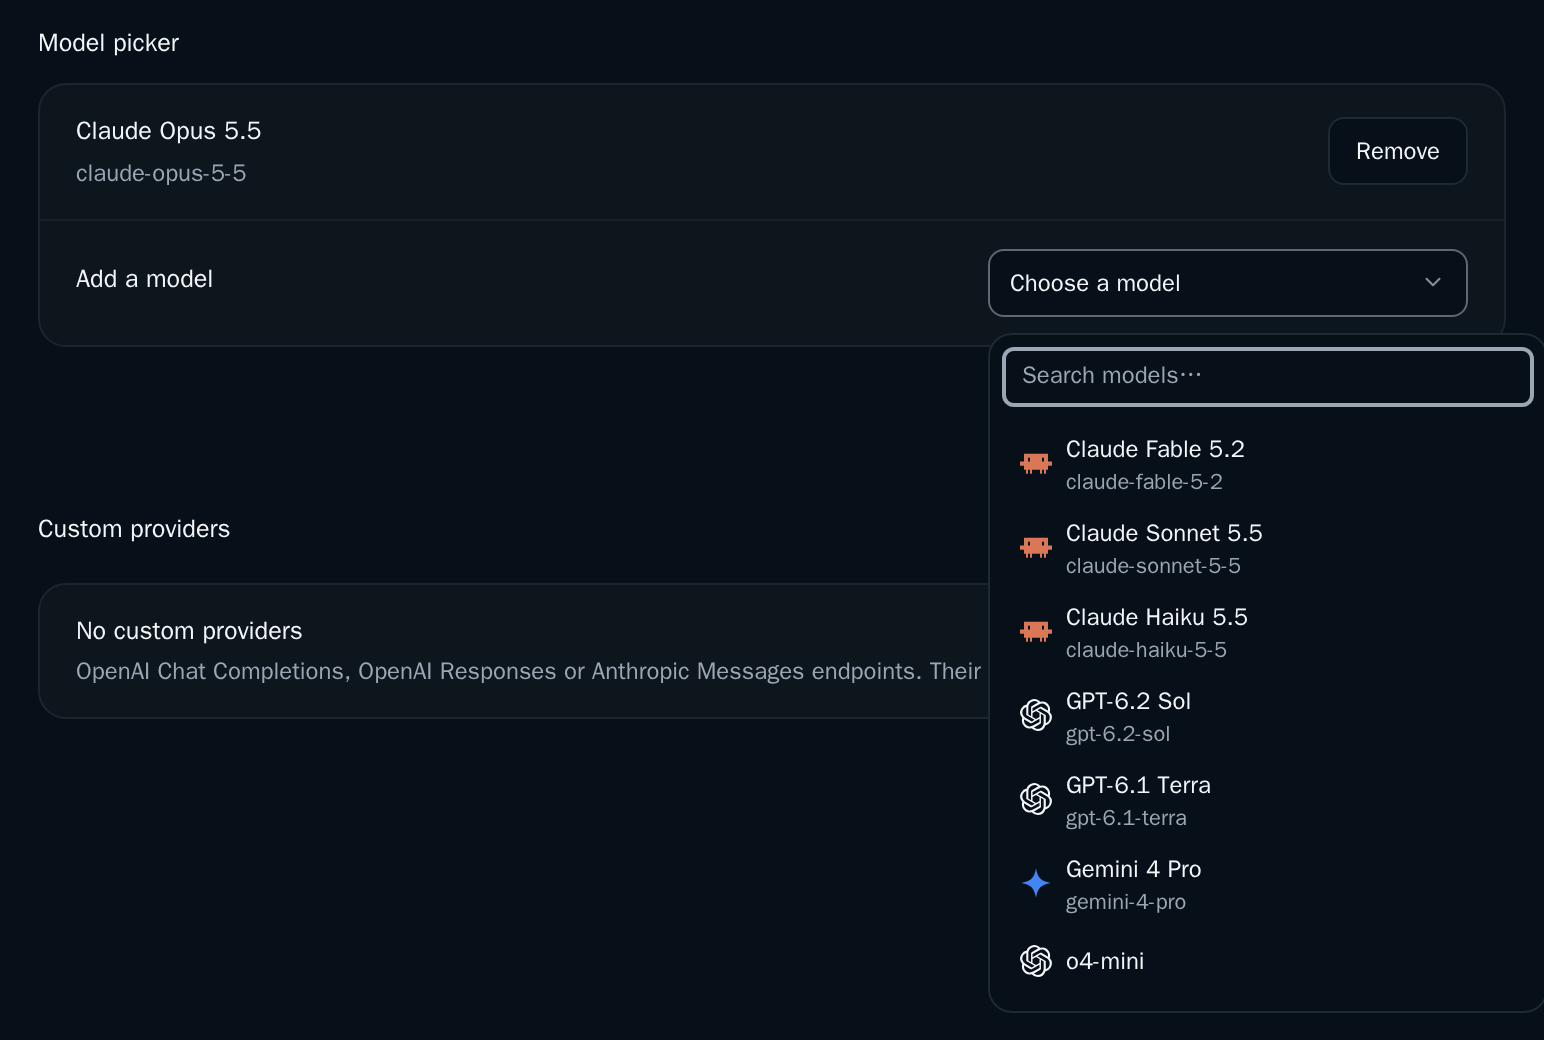 Model picker
Claude Opus 5.5
claude-opus-5-5
Remove
Add a model
Choose a model
Search models⋯
Claude Fable 5.2
claude-fable-5-2
Claude Sonnet 5.5
claude-sonnet-5-5
Claude Haiku 5.5
claude-haiku-5-5
GPT-6.2 Sol
gpt-6.2-sol
GPT-6.1 Terra
gpt-6.1-terra
Gemini 4 Pro
gemini-4-pro
o4-mini
Custom providers
No custom providers
OpenAI Chat Completions, OpenAI Responses or Anthropic Messages endpoints. Their